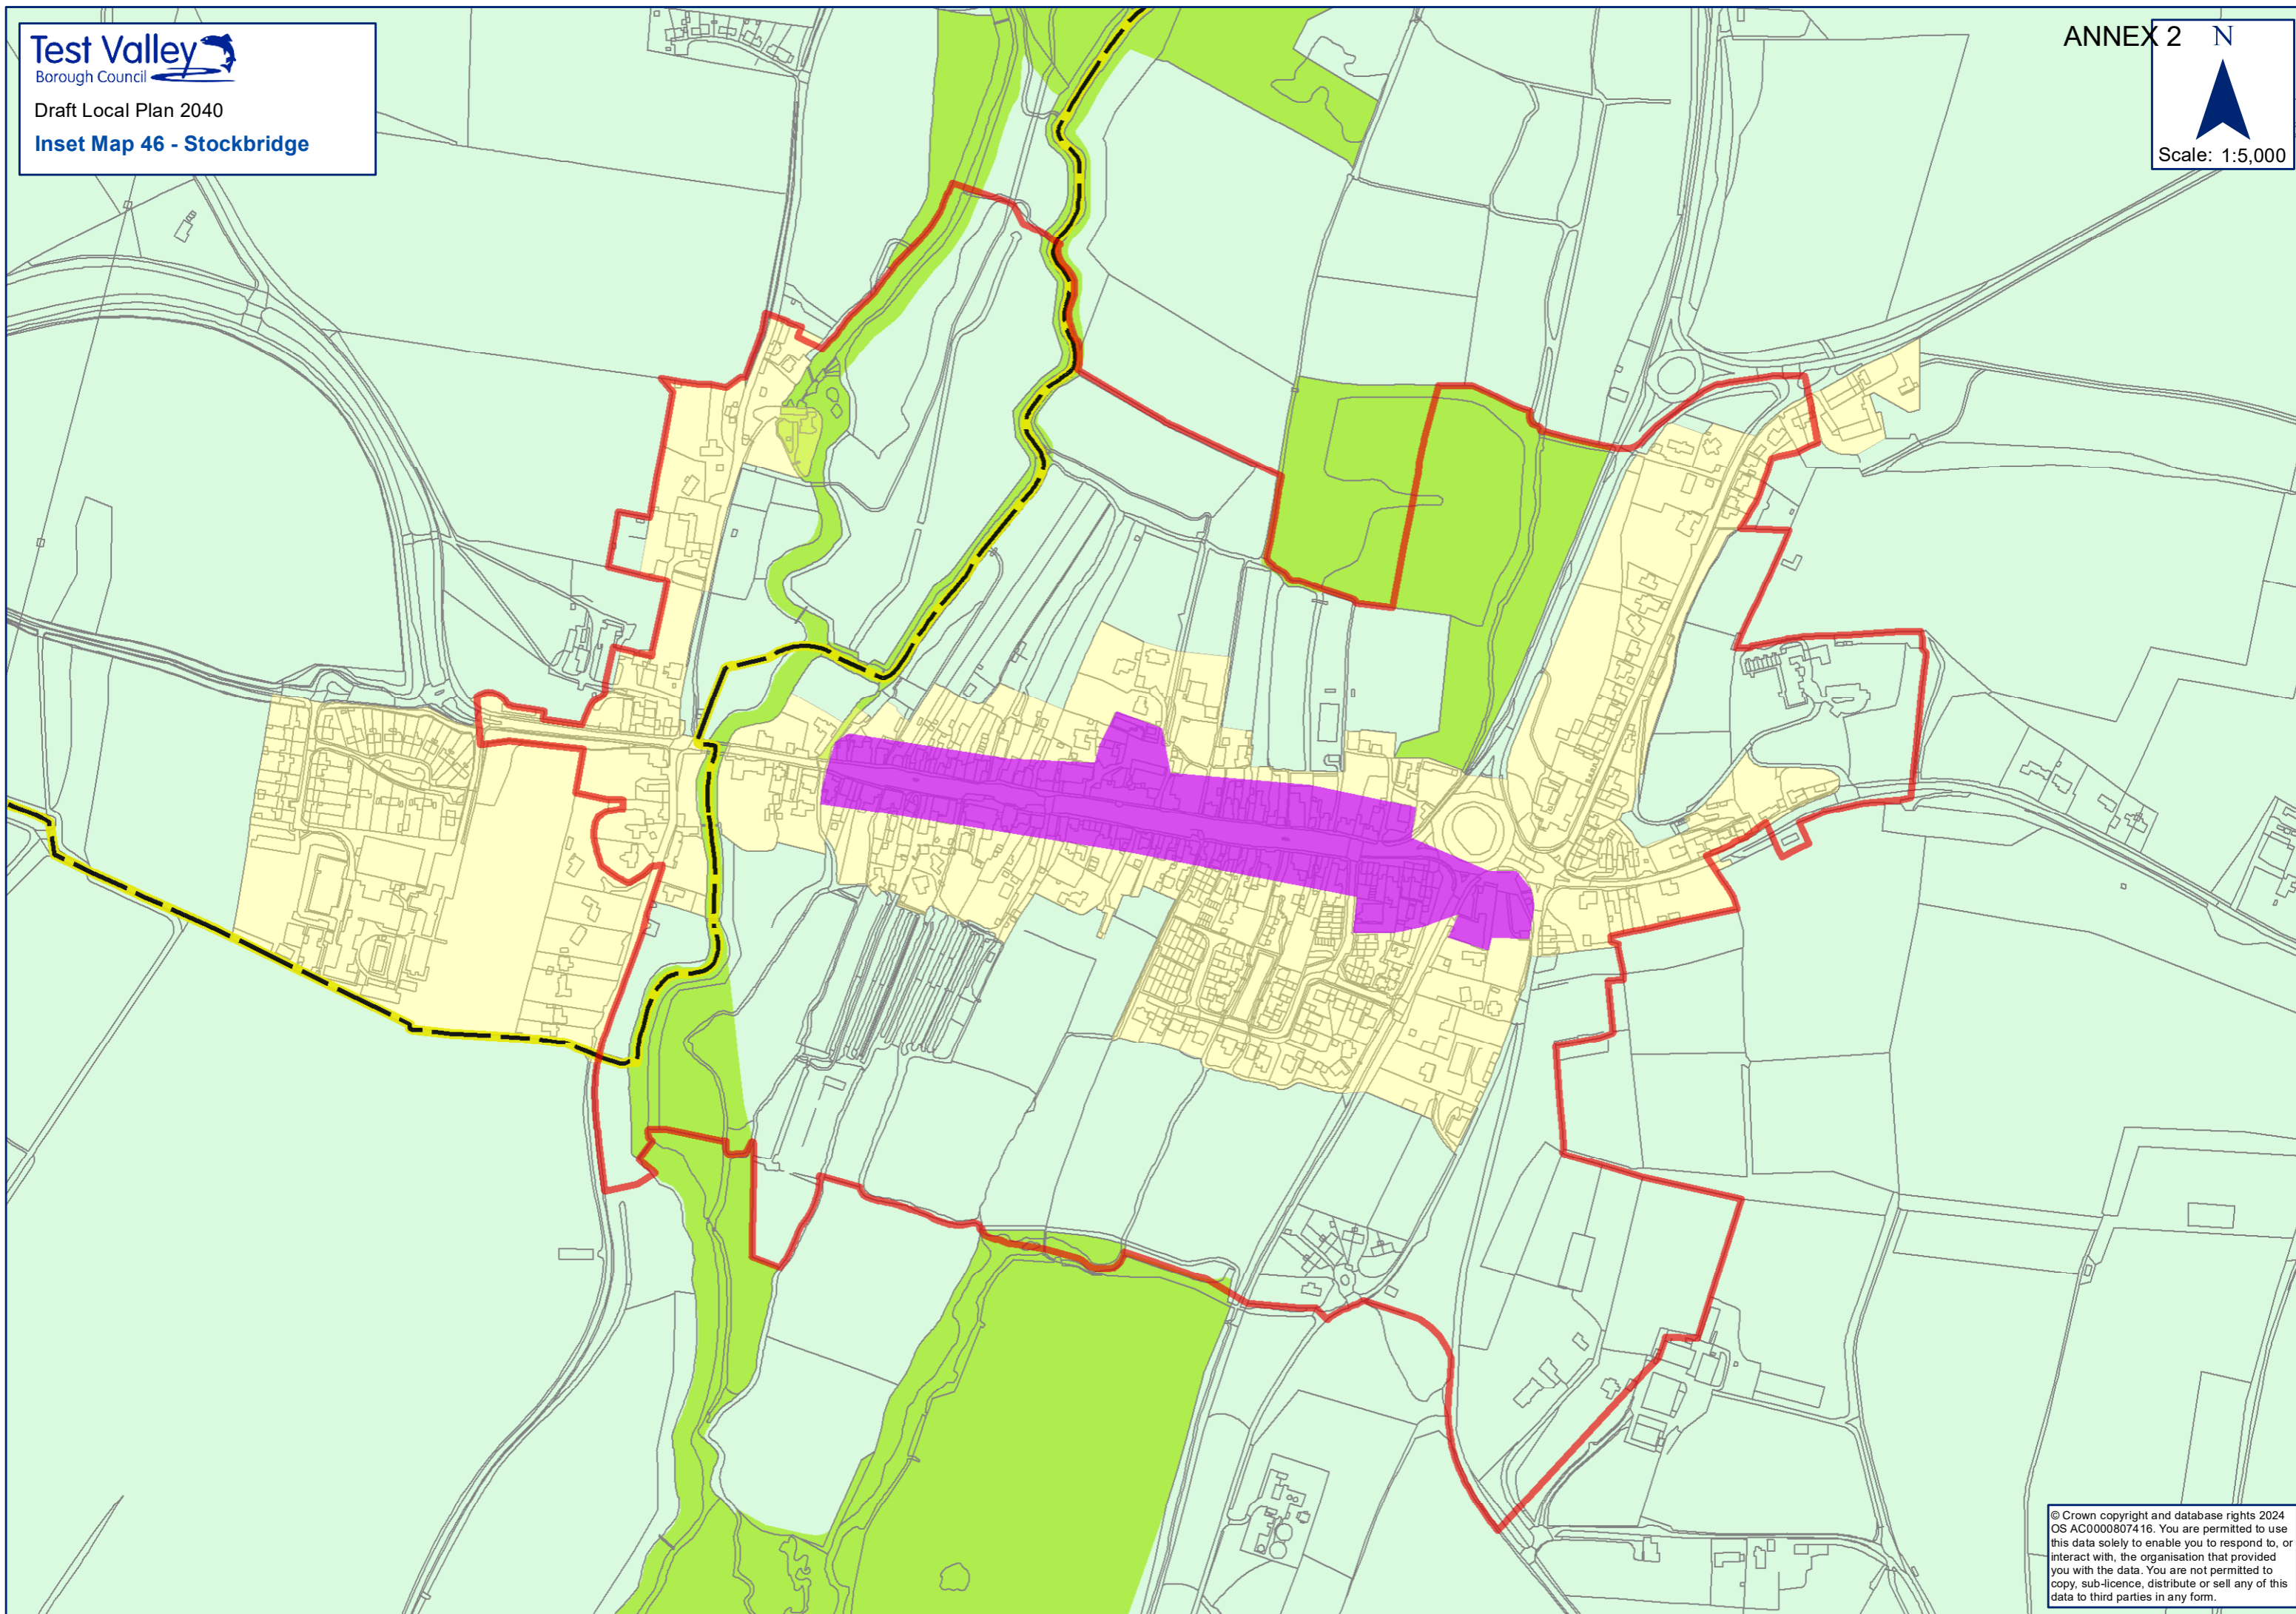 Test Valley
Borough Council
Draft Local Plan 2040
Inset Map 46 - Stockbridge
ANNEX 2
N
Scale: 1:5,000
© Crown copyright and database rights 2024
OS AC0000807416. You are permitted to use
this data solely to enable you to respond to, or
interact with, the organisation that provided
you with the data. You are not permitted to
copy, sub-licence, distribute or sell any of this
data to third parties in any form.